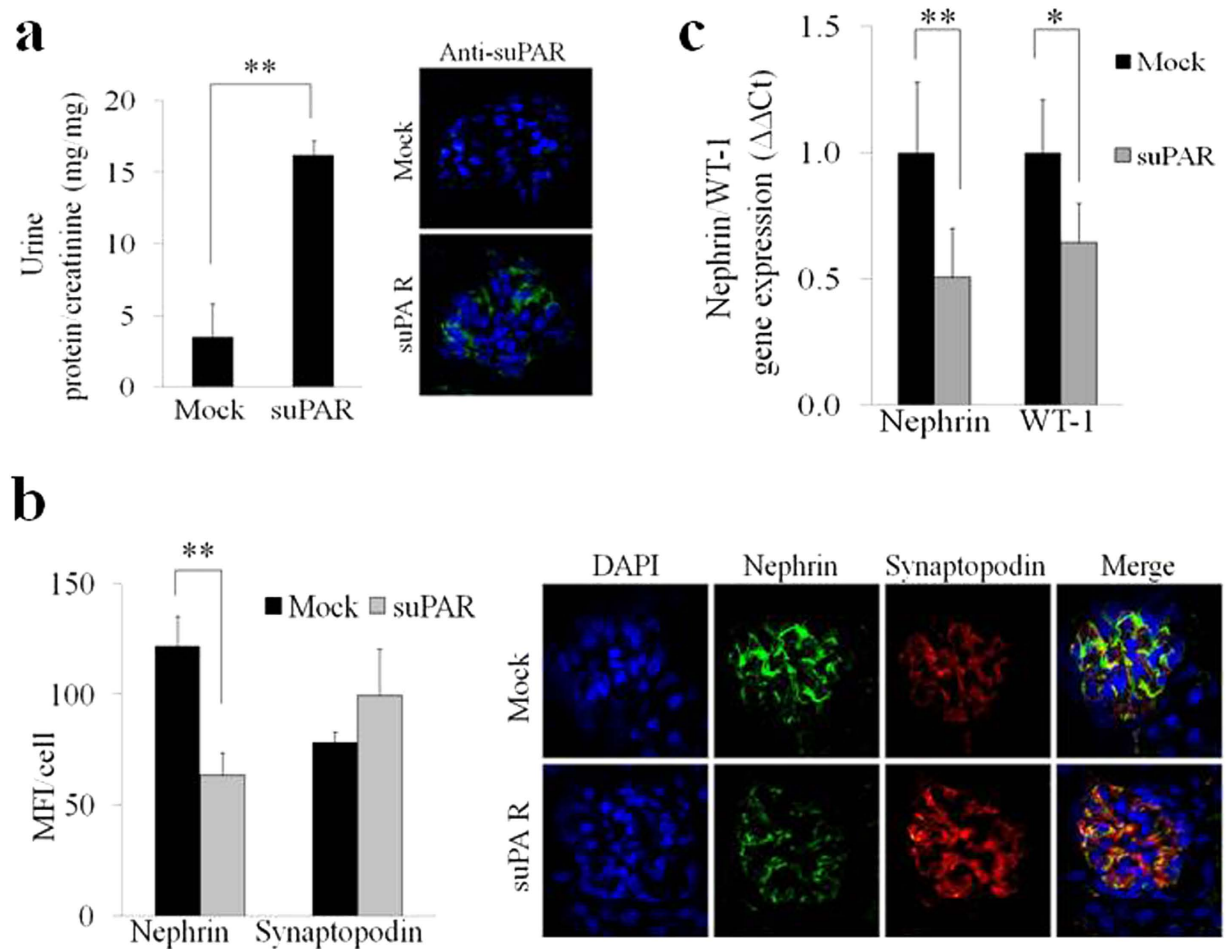 a
**
Urine
protein/creatinine (mg/mg)
20
15
10
5
0
Mock suPAR
Anti-suPAR
Mock
suPA R
c
Nephrin/WT-1
gene expression (ΔΔCt)
1.5
1.0
0.5
0.0
** *
Mock
suPAR
Nephrin WT-1
b
**
MFI/cell
150
100
50
0
Mock suPAR
Nephrin Synaptopodin
DAPI Nephrin Synaptopodin Merge
Mock
suPA R